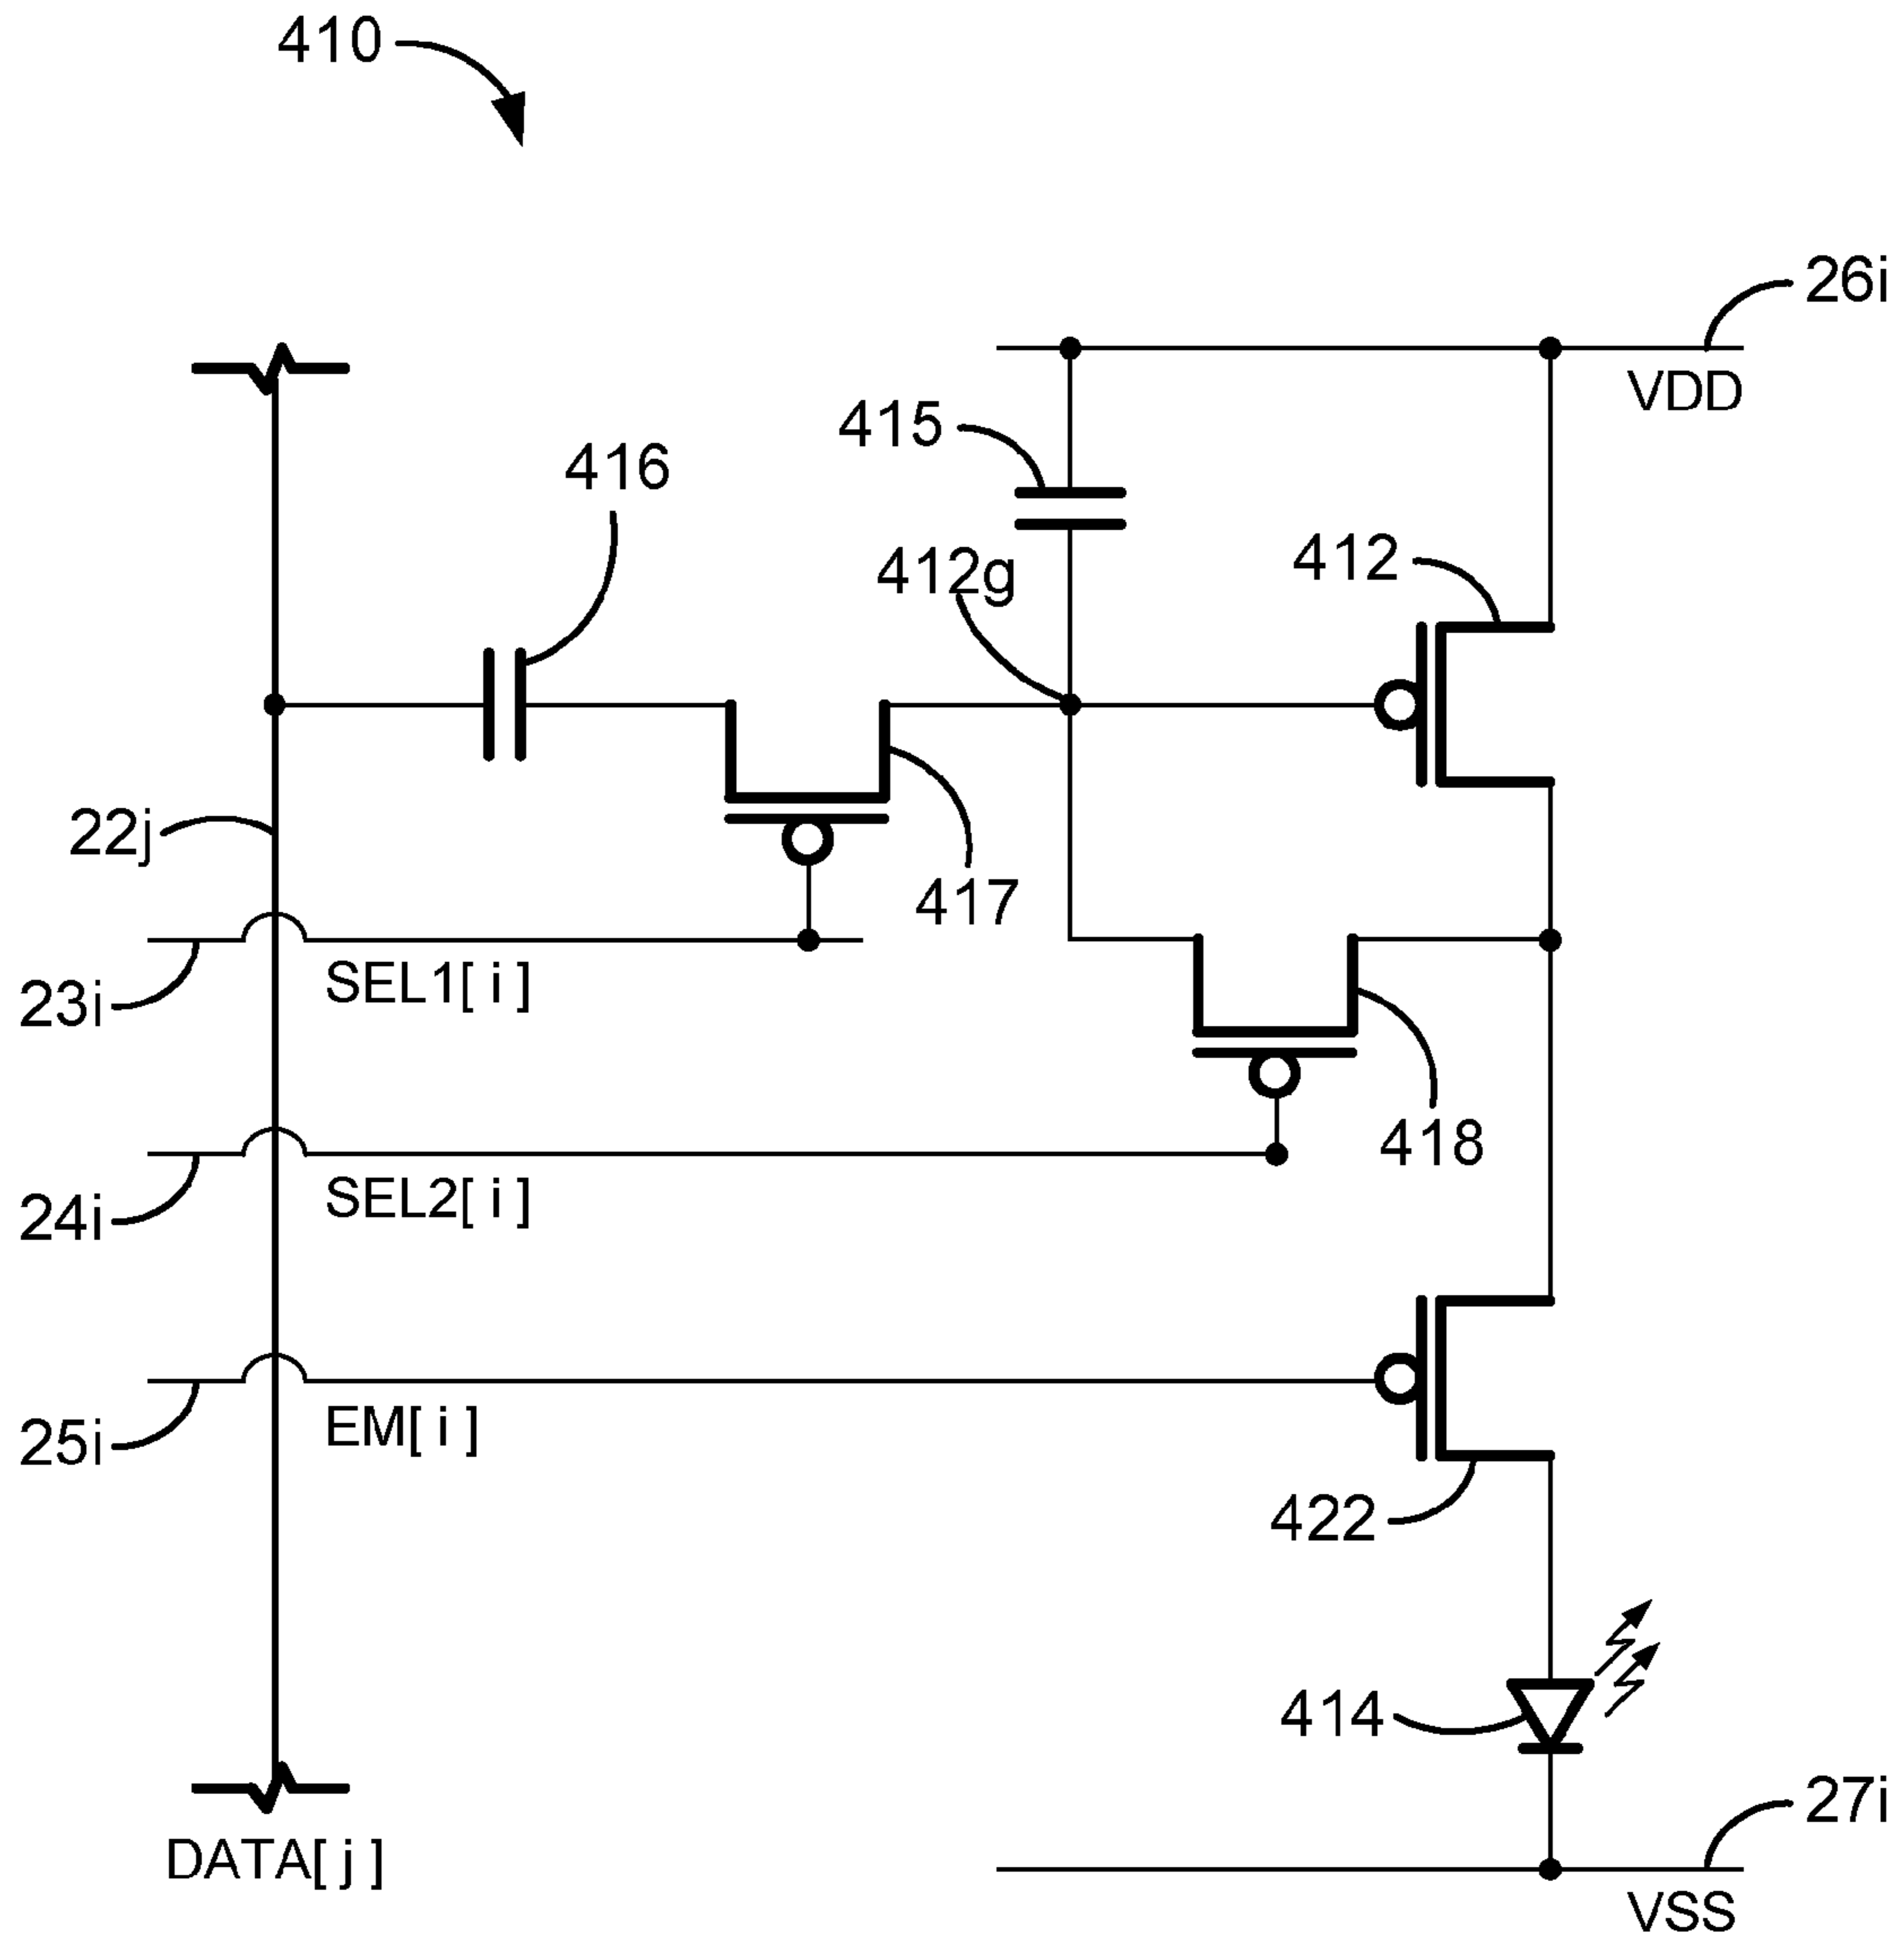 410
26i
VDD
415
416
412
412g
22j
417
SEL1[ i ]
23i
418
SEL2[ i ]
24i
EM[ i ]
25i
422
414
27i
DATA[ j ]
VSS